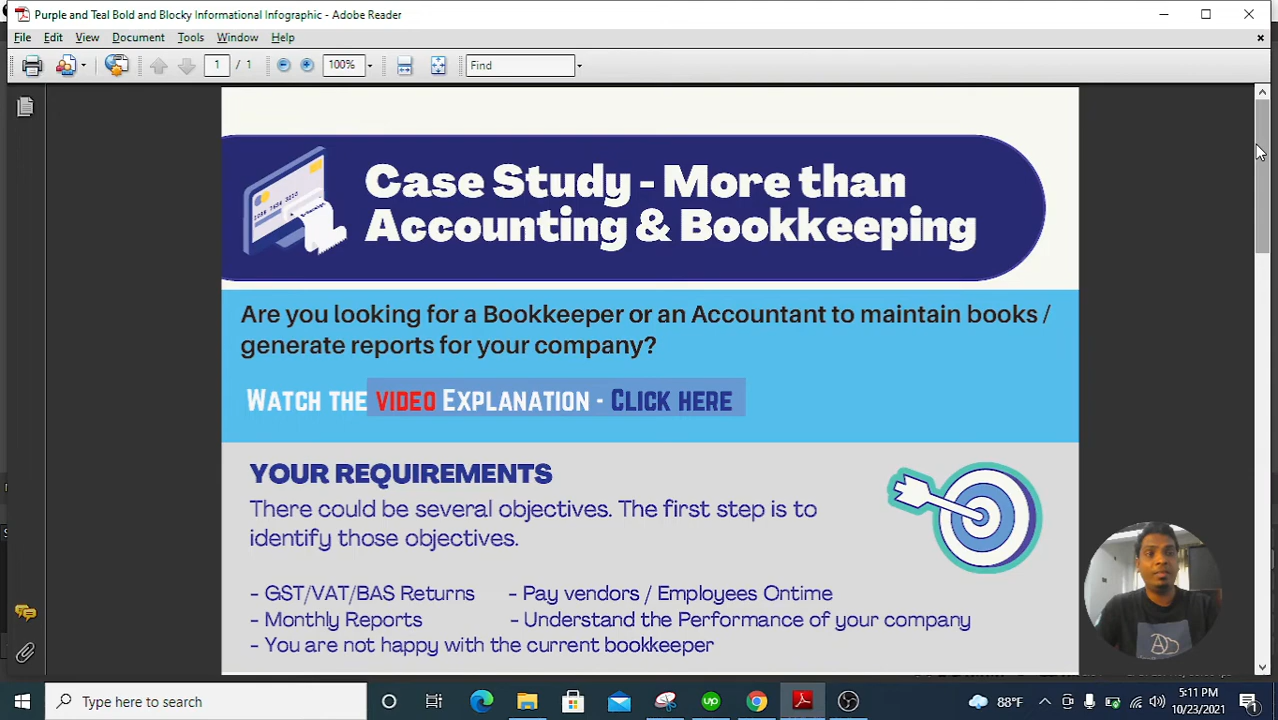 Purple and Teal Bold and Blocky Informational Infographic - Adobe Reader
File Edit View Document Tools Window Help
1 / 1 100% Find
Case Study - More than
Accounting & Bookkeeping
Are you looking for a Bookkeeper or an Accountant to maintain books /
generate reports for your company?
Watch the VIDEO Explanation - Click here
YOUR REQUIREMENTS
There could be several objectives. The first step is to
identify those objectives.
- GST/VAT/BAS Returns - Pay vendors / Employees Ontime
- Monthly Reports - Understand the Performance of your company
- You are not happy with the current bookkeeper
Type here to search
88°F
5:11 PM
10/23/2021